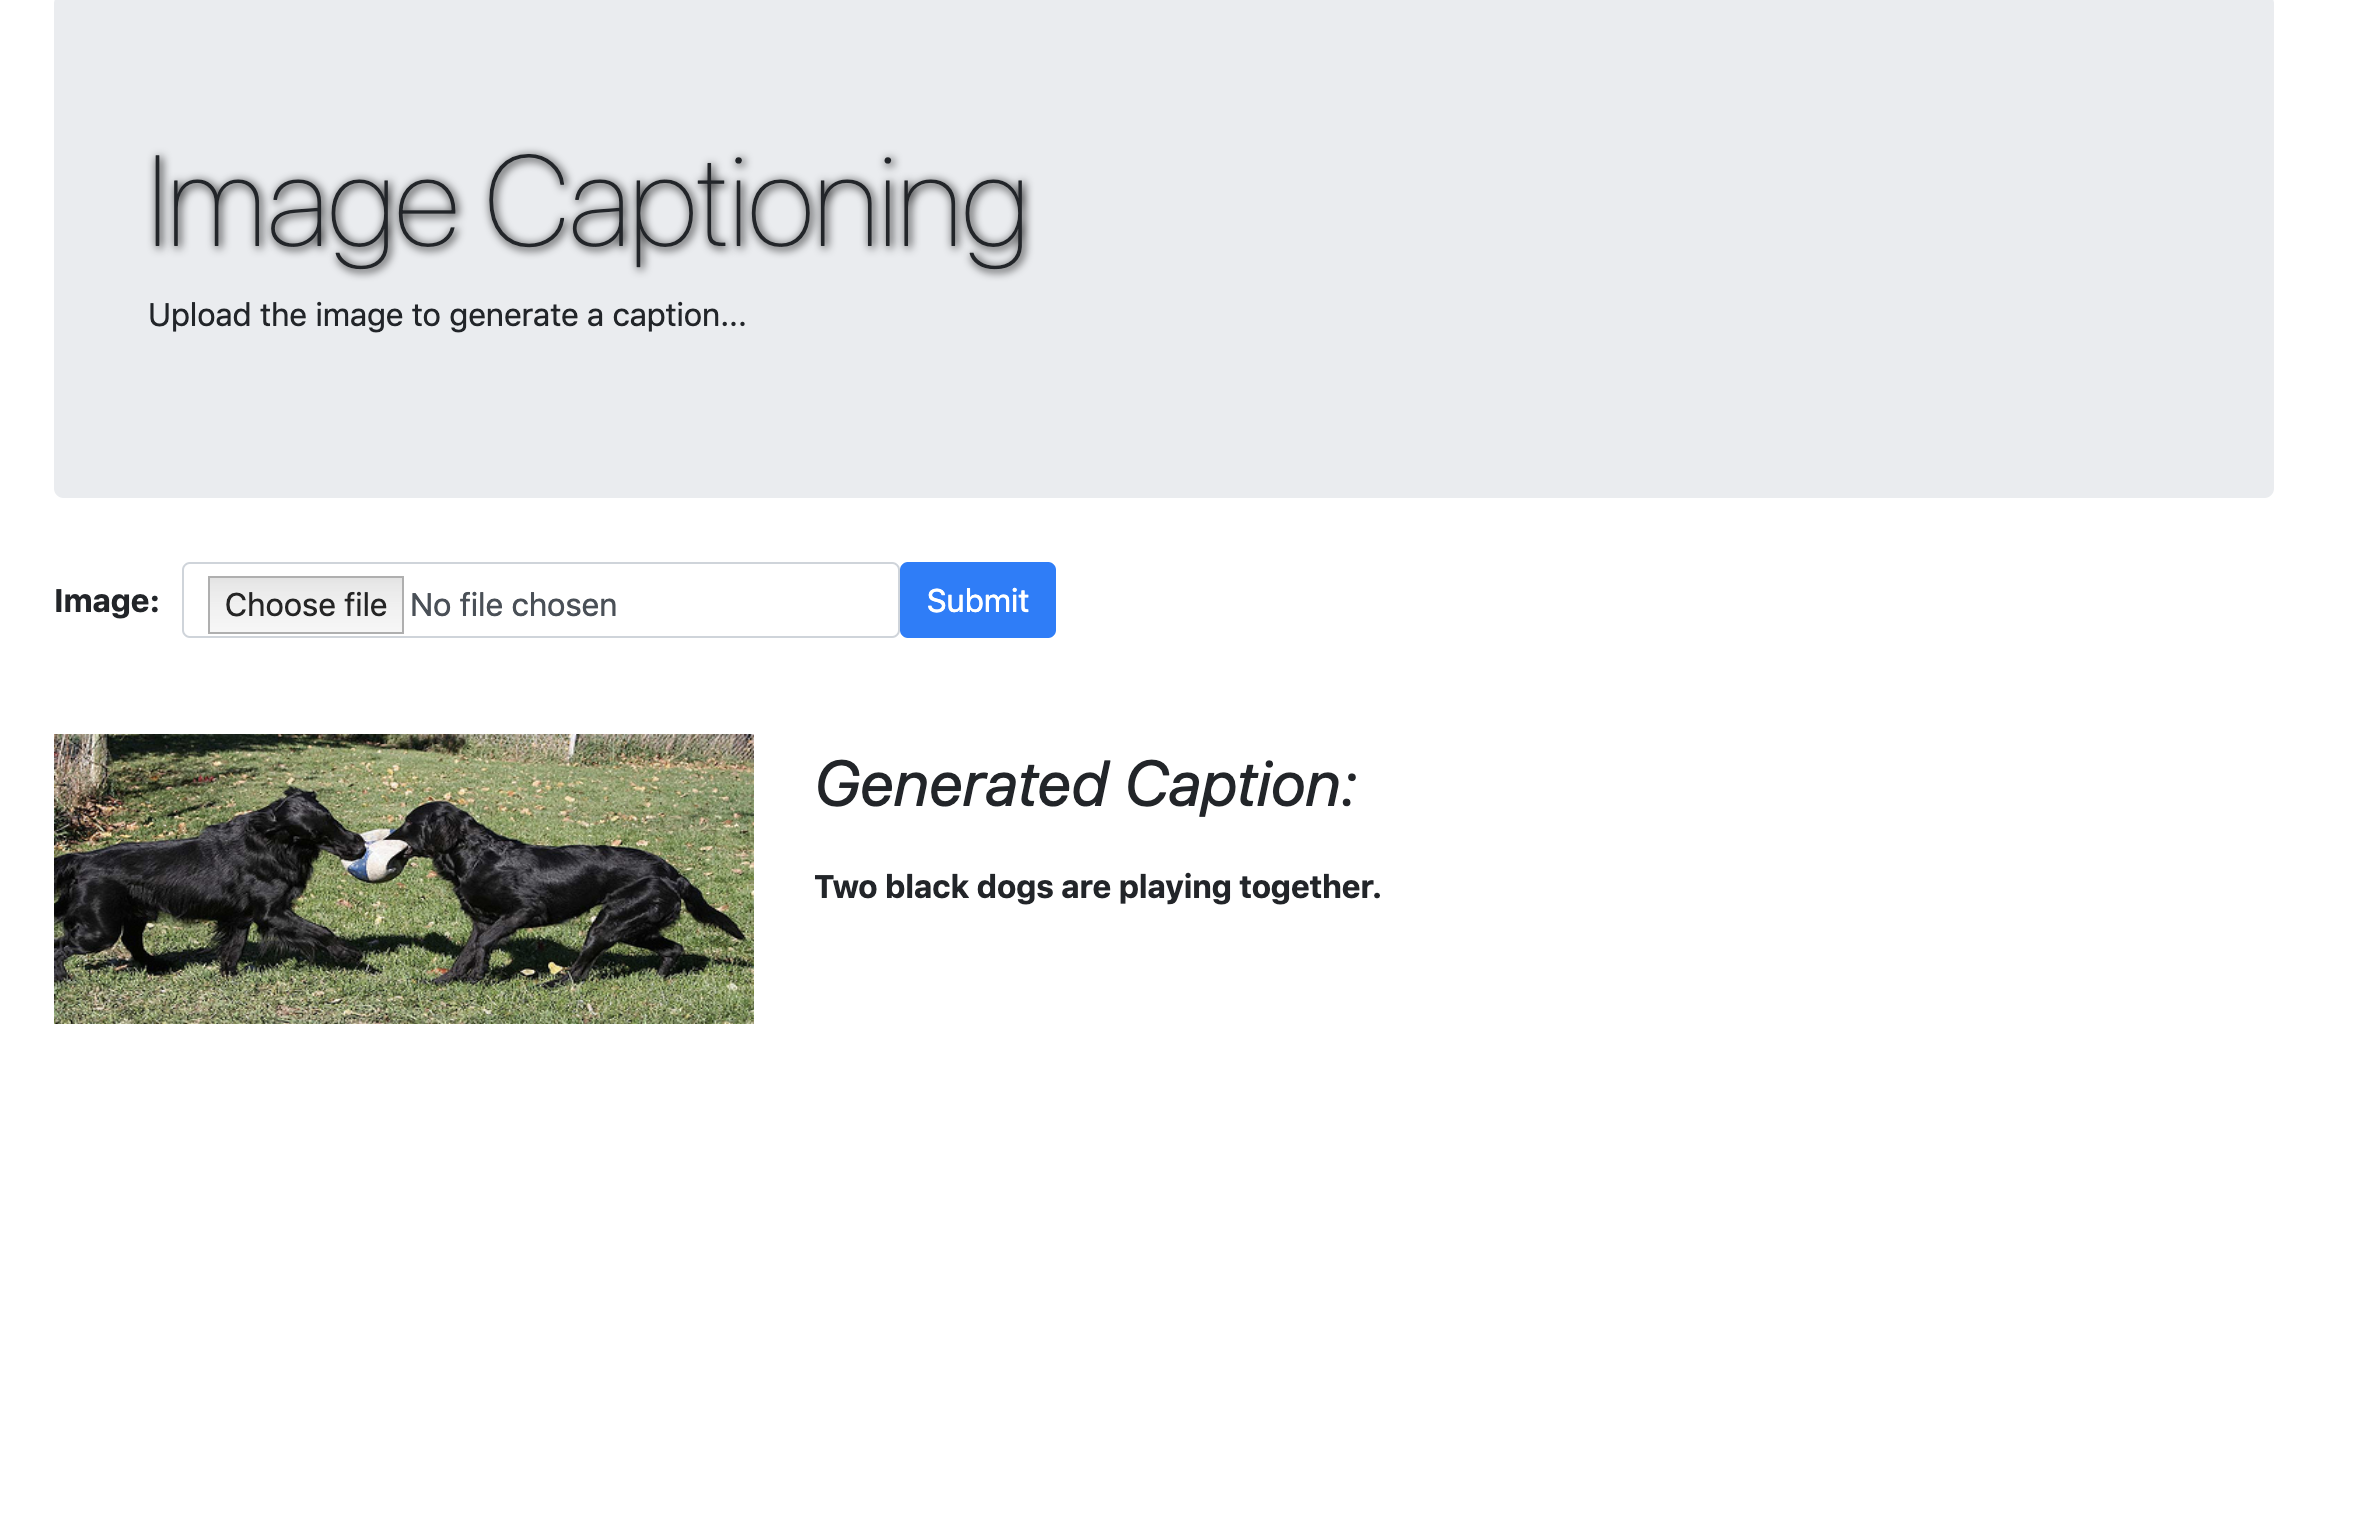 Image Captioning
Upload the image to generate a caption...
Image: Choose file No file chosen Submit
Generated Caption:
Two black dogs are playing together.